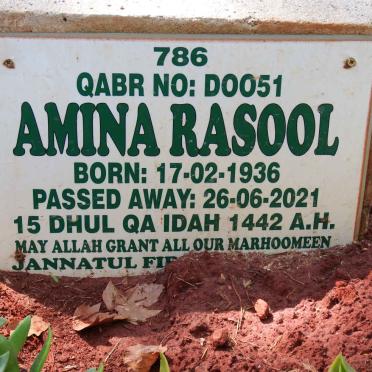 786
QABR NO: DOO51
AMINA RASOOL
BORN: 17-02-1936
PASSED AWAY: 26-06-2021
15 DHUL QA IDAH 1442 A.H.
MAY ALLAH GRANT ALL OUR MARHOOMEEN
JANNATUL